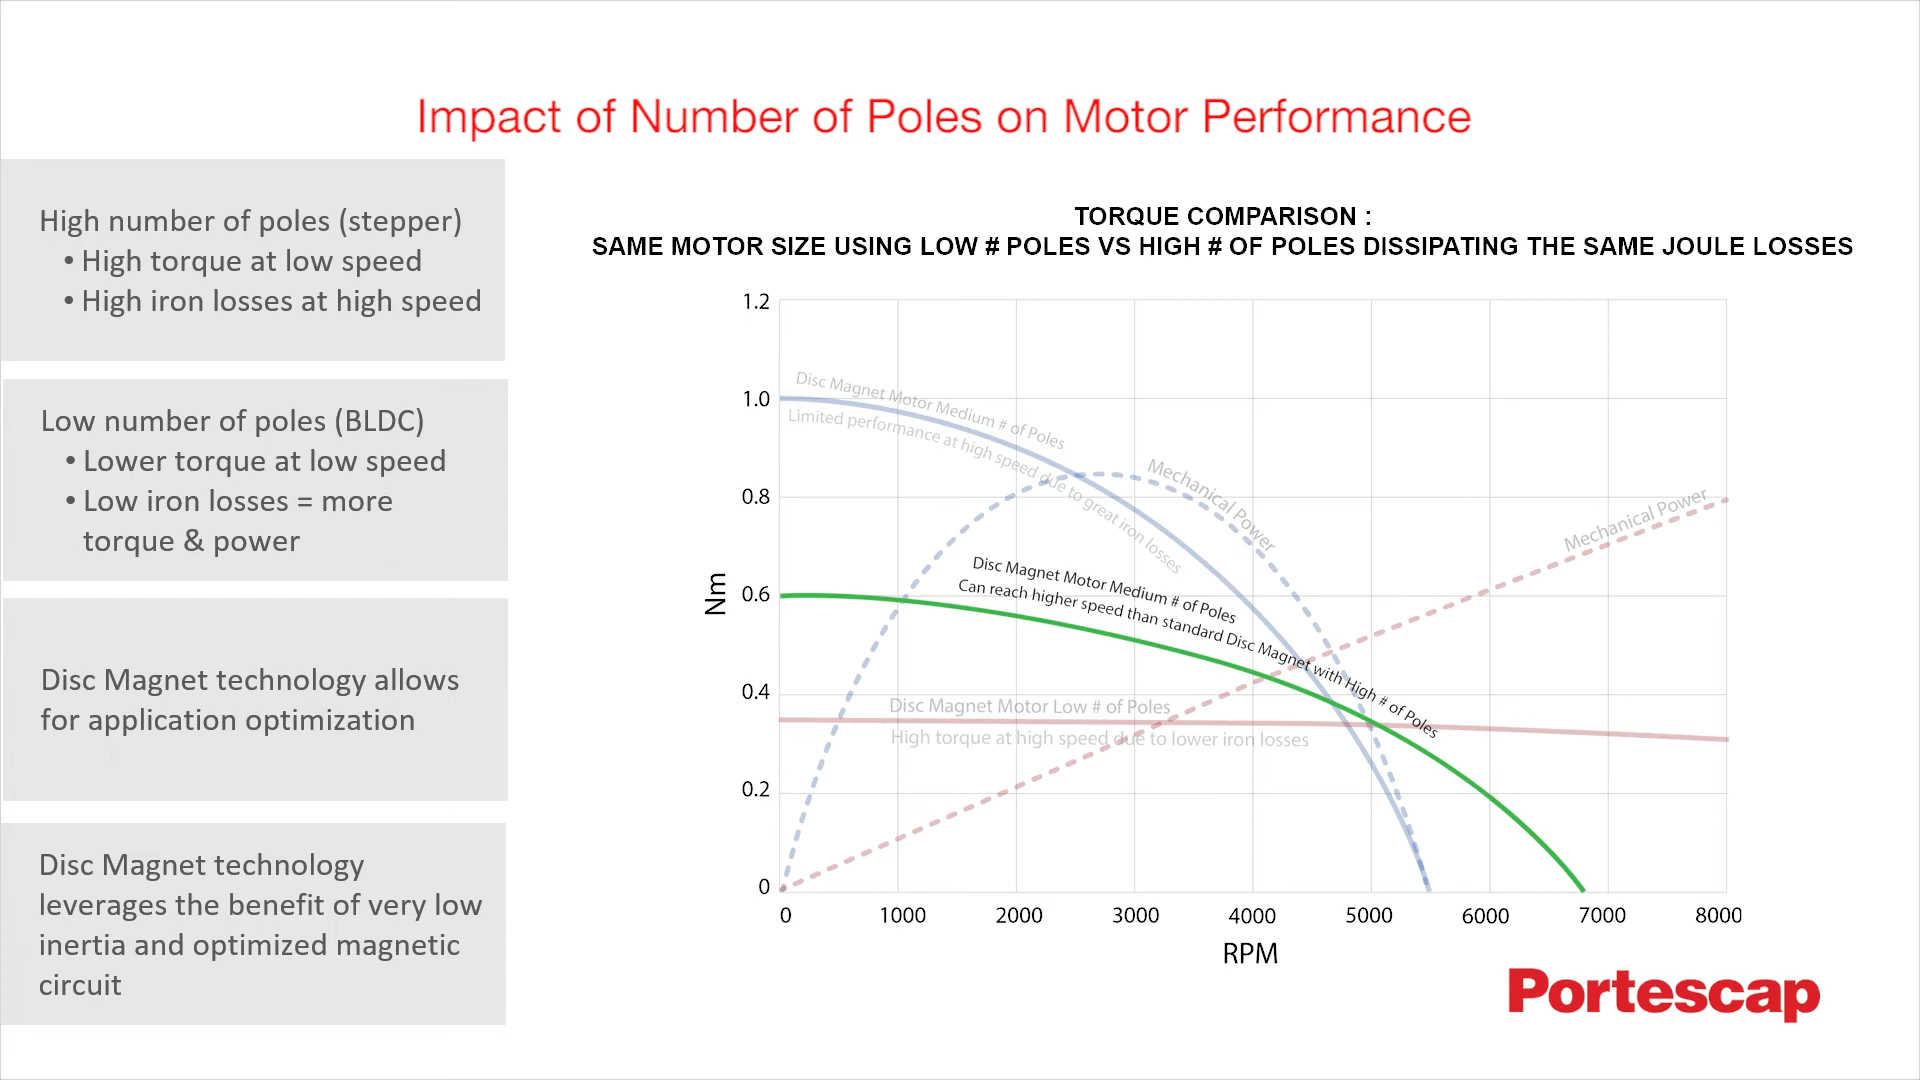 Impact of Number of Poles on Motor Performance
High number of poles (stepper)
• High torque at low speed
• High iron losses at high speed
Low number of poles (BLDC)
• Lower torque at low speed
• Low iron losses = more
torque & power
Disc Magnet technology allows
for application optimization
Disc Magnet technology
leverages the benefit of very low
inertia and optimized magnetic
circuit
TORQUE COMPARISON :
SAME MOTOR SIZE USING LOW # POLES VS HIGH # OF POLES DISSIPATING THE SAME JOULE LOSSES
1.2
1.0
0.8
0.6
0.4
0.2
0
Nm
Disc Magnet Motor Medium # of Poles
Limited performance at high speed due to great iron losses
Mechanical Power
Mechanical Power
Disc Magnet Motor Medium # of Poles
Can reach higher speed than standard Disc Magnet with High # of Poles
Disc Magnet Motor Low # of Poles
High torque at high speed due to lower iron losses
0 1000 2000 3000 4000 5000 6000 7000 8000
RPM
Portescap